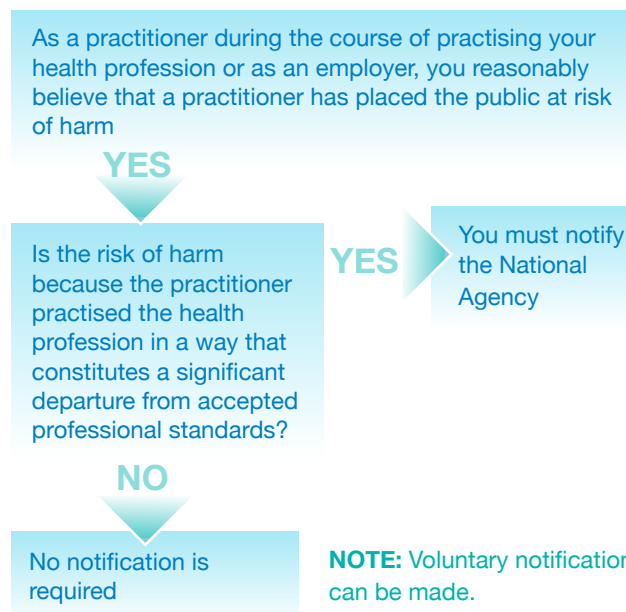 As a practitioner during the course of practising your
health profession or as an employer, you reasonably
believe that a practitioner has placed the public at risk
of harm
YES
Is the risk of harm
because the practitioner
practised the health
profession in a way that
constitutes a significant
departure from accepted
professional standards?
YES
You must notify
the National
Agency
NO
No notification is
required
NOTE: Voluntary notification
can be made.